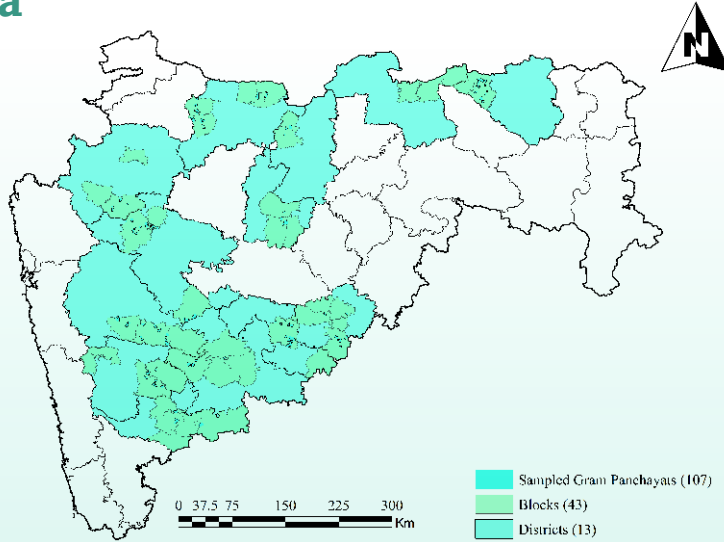 a
N
Sampled Gram Panchayats (107)
Blocks (43)
Districts (13)
0 37.5 75 150 225 300
Km